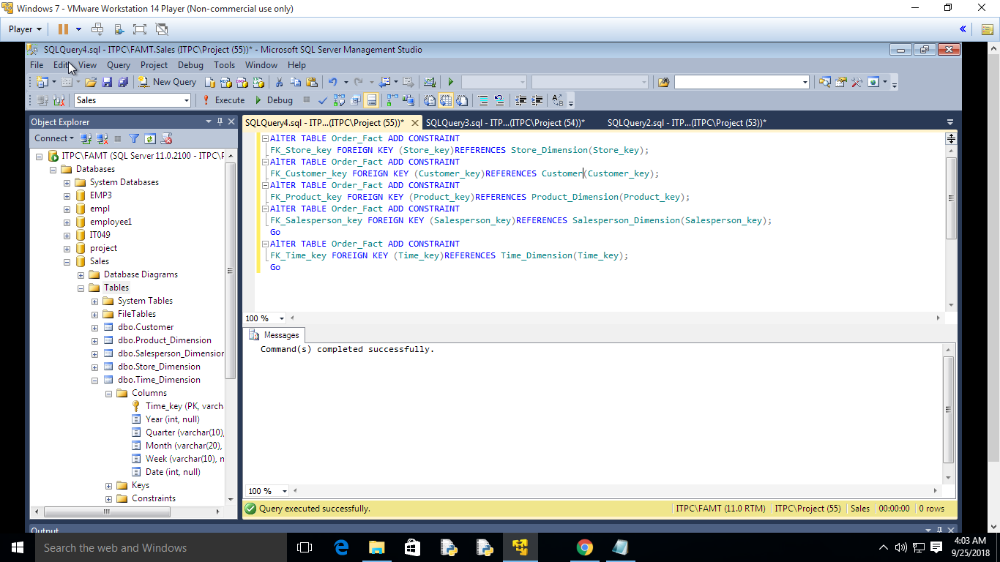 Windows 7 - VMware Workstation 14 Player (Non-commercial use only)
Player
SQLQuery4.sql - ITPC\FAMT.Sales (ITPC\Project (55))* - Microsoft SQL Server Management Studio
File Edit View Query Project Debug Tools Window Help
New Query
Sales Execute Debug
Object Explorer
Connect
ITPC\FAMT (SQL Server 11.0.2100 - ITPC\F
Databases
System Databases
EMP3
empl
employee1
IT049
project
Sales
Database Diagrams
Tables
System Tables
FileTables
dbo.Customer
dbo.Product_Dimension
dbo.Salesperson_Dimension
dbo.Store_Dimension
dbo.Time_Dimension
Columns
Time_key (PK, varch
Year (int, null)
Quarter (varchar(10),
Month (varchar(20),
Week (varchar(10), n
Date (int, null)
Keys
Constraints
SQLQuery4.sql - ITP...(ITPC\Project (55))* SQLQuery3.sql - ITP...(ITPC\Project (54))* SQLQuery2.sql - ITP...(ITPC\Project (53))*
AlTER TABLE Order_Fact ADD CONSTRAINT
FK_Store_key FOREIGN KEY (Store_key)REFERENCES Store_Dimension(Store_key);
AlTER TABLE Order_Fact ADD CONSTRAINT
FK_Customer_key FOREIGN KEY (Customer_key)REFERENCES Customer(Customer_key);
AlTER TABLE Order_Fact ADD CONSTRAINT
FK_Product_key FOREIGN KEY (Product_key)REFERENCES Product_Dimension(Product_key);
AlTER TABLE Order_Fact ADD CONSTRAINT
FK_Salesperson_key FOREIGN KEY (Salesperson_key)REFERENCES Salesperson_Dimension(Salesperson_key);
Go
AlTER TABLE Order_Fact ADD CONSTRAINT
FK_Time_key FOREIGN KEY (Time_key)REFERENCES Time_Dimension(Time_key);
Go
100 %
Messages
Command(s) completed successfully.
100 %
Query executed successfully. ITPC\FAMT (11.0 RTM) ITPC\Project (55) Sales 00:00:00 0 rows
Output
Search the web and Windows
4:03 AM
9/25/2018